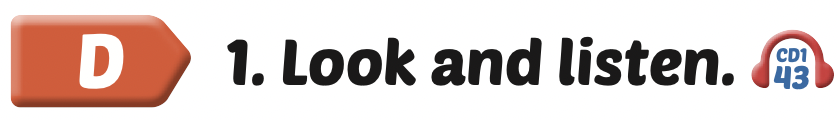 D 1. Look and listen. CD1 43